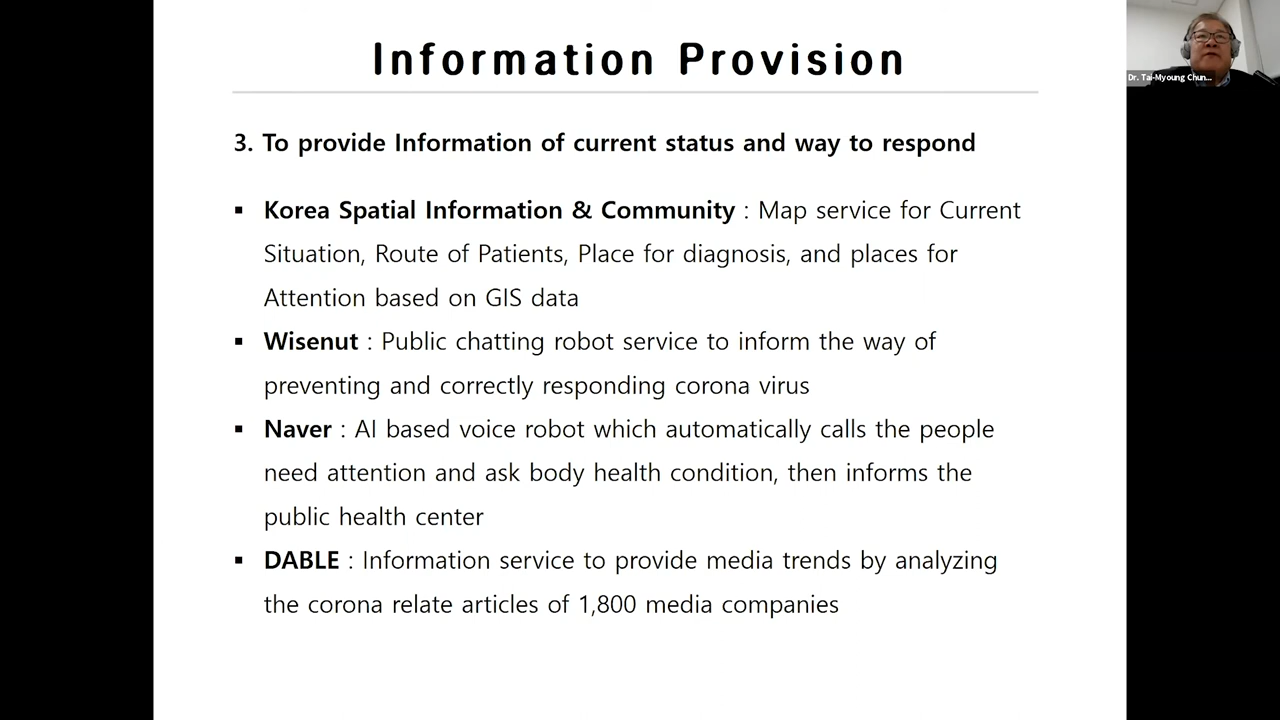 Information Provision
Dr. Tai-Myoung Chun...
3. To provide Information of current status and way to respond
▪ Korea Spatial Information & Community : Map service for Current
Situation, Route of Patients, Place for diagnosis, and places for
Attention based on GIS data
▪ Wisenut : Public chatting robot service to inform the way of
preventing and correctly responding corona virus
▪ Naver : AI based voice robot which automatically calls the people
need attention and ask body health condition, then informs the
public health center
▪ DABLE : Information service to provide media trends by analyzing
the corona relate articles of 1,800 media companies